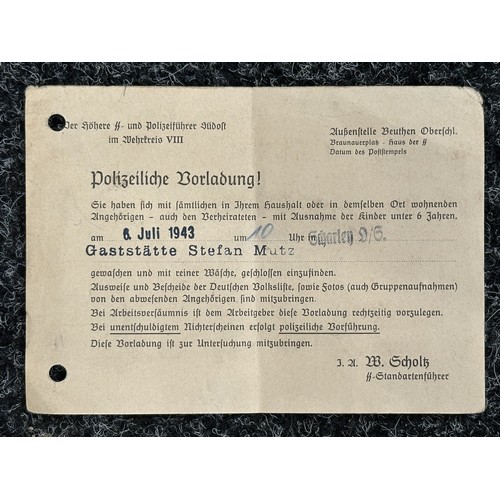 Der Höhere SS- und Polizeiführer Südost
im Wehrkreis VIII
Außenstelle Beuthen Oberschl.
Braunauerplatz - Haus der SS
Datum des Poststempels
Polizeiliche Vorladung!
Sie haben sich mit sämtlichen in Ihrem Haushalt oder in demselben Ort wohnenden
Angehörigen - auch den Verheirateten - mit Ausnahme der Kinder unter 6 Jahren,
am 6. Juli 1943 um 10 Uhr in Scharley O/S.
Gaststätte Stefan Mutz
gewaschen und mit reiner Wäsche, geschlossen einzufinden.
Ausweise und Bescheide der Deutschen Volksliste, sowie Fotos (auch Gruppenaufnahmen)
von den abwesenden Angehörigen sind mitzubringen.
Bei Arbeitsversäumnis ist dem Arbeitgeber diese Vorladung rechtzeitig vorzulegen.
Bei unentschuldigtem Nichterscheinen erfolgt polizeiliche Vorführung.
Diese Vorladung ist zur Untersuchung mitzubringen.
I. A. W. Scholtz
SS-Standartenführer